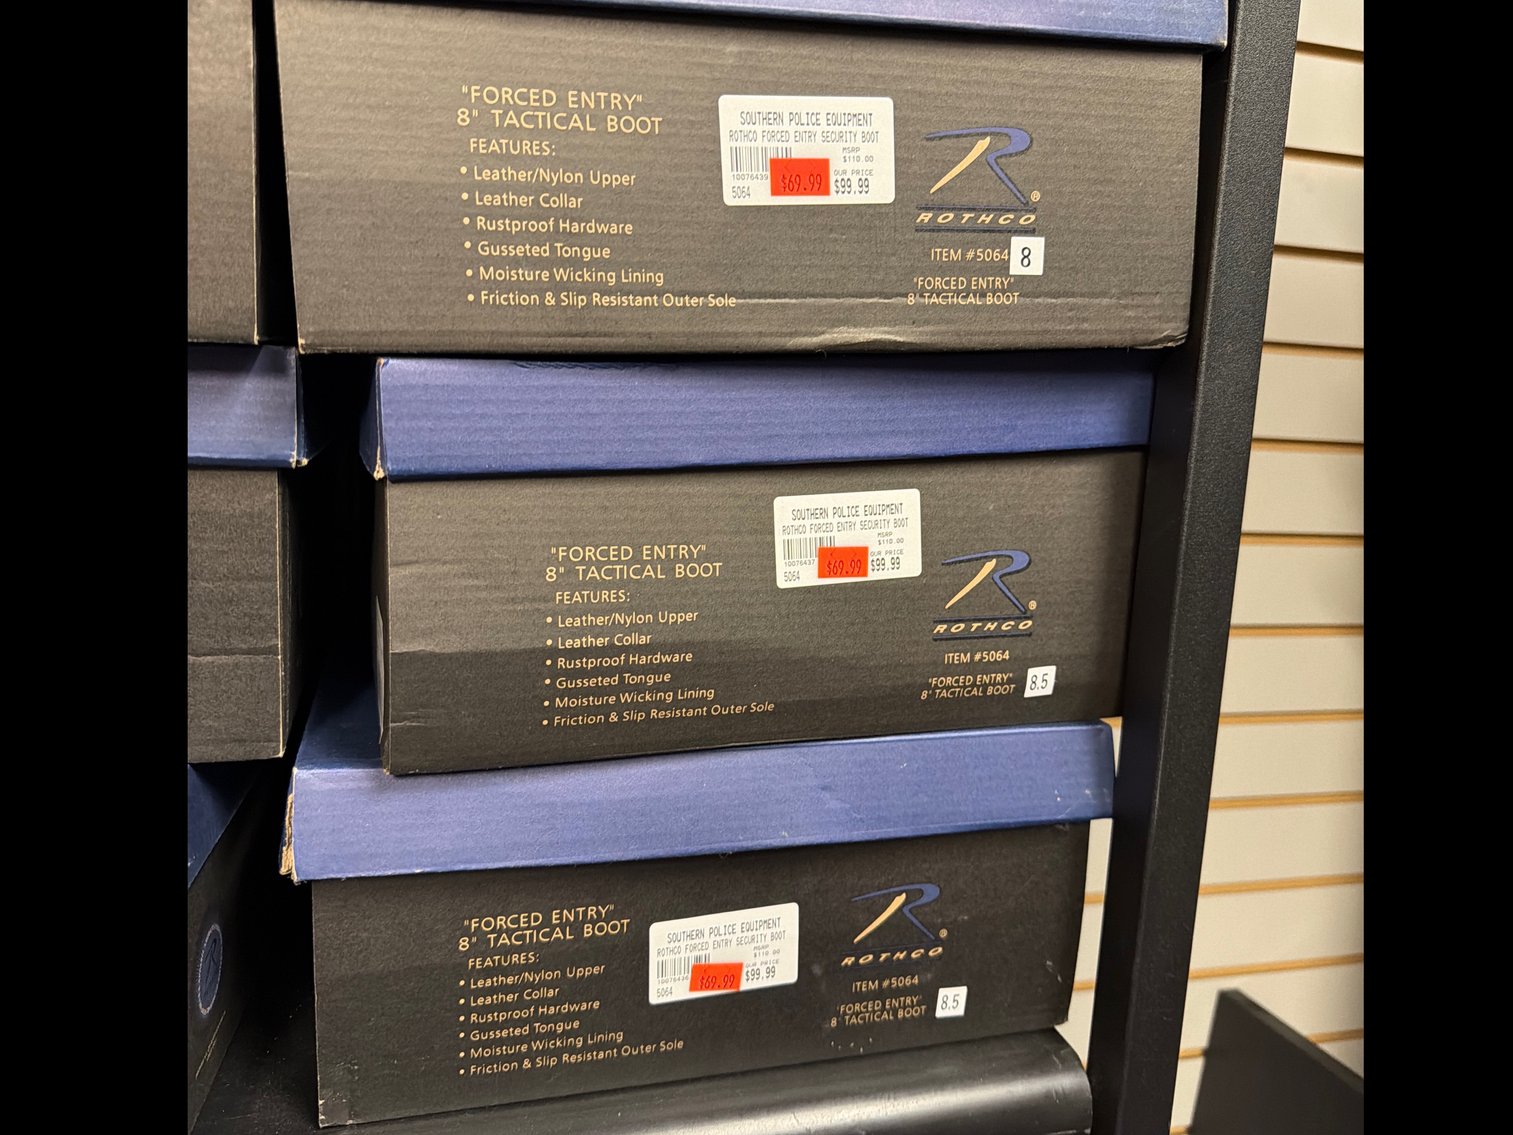 "FORCED ENTRY"
8" TACTICAL BOOT
FEATURES:
• Leather/Nylon Upper
• Leather Collar
• Rustproof Hardware
• Gusseted Tongue
• Moisture Wicking Lining
• Friction & Slip Resistant Outer Sole
SOUTHERN POLICE EQUIPMENT
ROTHCO FORCED ENTRY SECURITY BOOT
MSRP
$110.00
10076439
OUR PRICE
5064
$69.99
$99.99
ROTHCO®
ITEM #5064
8
"FORCED ENTRY"
8" TACTICAL BOOT
"FORCED ENTRY"
8" TACTICAL BOOT
FEATURES:
• Leather/Nylon Upper
• Leather Collar
• Rustproof Hardware
• Gusseted Tongue
• Moisture Wicking Lining
• Friction & Slip Resistant Outer Sole
SOUTHERN POLICE EQUIPMENT
ROTHCO FORCED ENTRY SECURITY BOOT
MSRP
$110.00
10076437
OUR PRICE
5064
$69.99
$99.99
ROTHCO®
ITEM #5064
"FORCED ENTRY"
8" TACTICAL BOOT
8.5
"FORCED ENTRY"
8" TACTICAL BOOT
FEATURES:
• Leather/Nylon Upper
• Leather Collar
• Rustproof Hardware
• Gusseted Tongue
• Moisture Wicking Lining
• Friction & Slip Resistant Outer Sole
SOUTHERN POLICE EQUIPMENT
ROTHCO FORCED ENTRY SECURITY BOOT
MSRP
$110.00
OUR PRICE
5064
$69.99
$99.99
ROTHCO®
ITEM #5064
"FORCED ENTRY"
8" TACTICAL BOOT
8.5